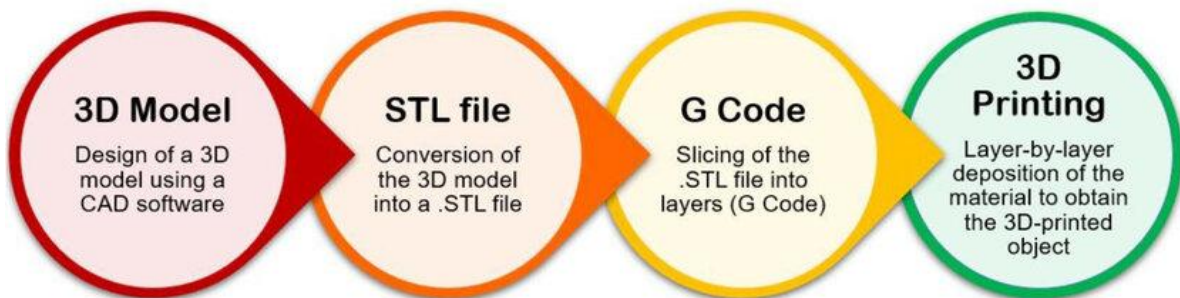 3D Model
Design of a 3D
model using a
CAD software
STL file
Conversion of
the 3D model
into a .STL file
G Code
Slicing of the
.STL file into
layers (G Code)
3D
Printing
Layer-by-layer
deposition of the
material to obtain
the 3D-printed
object